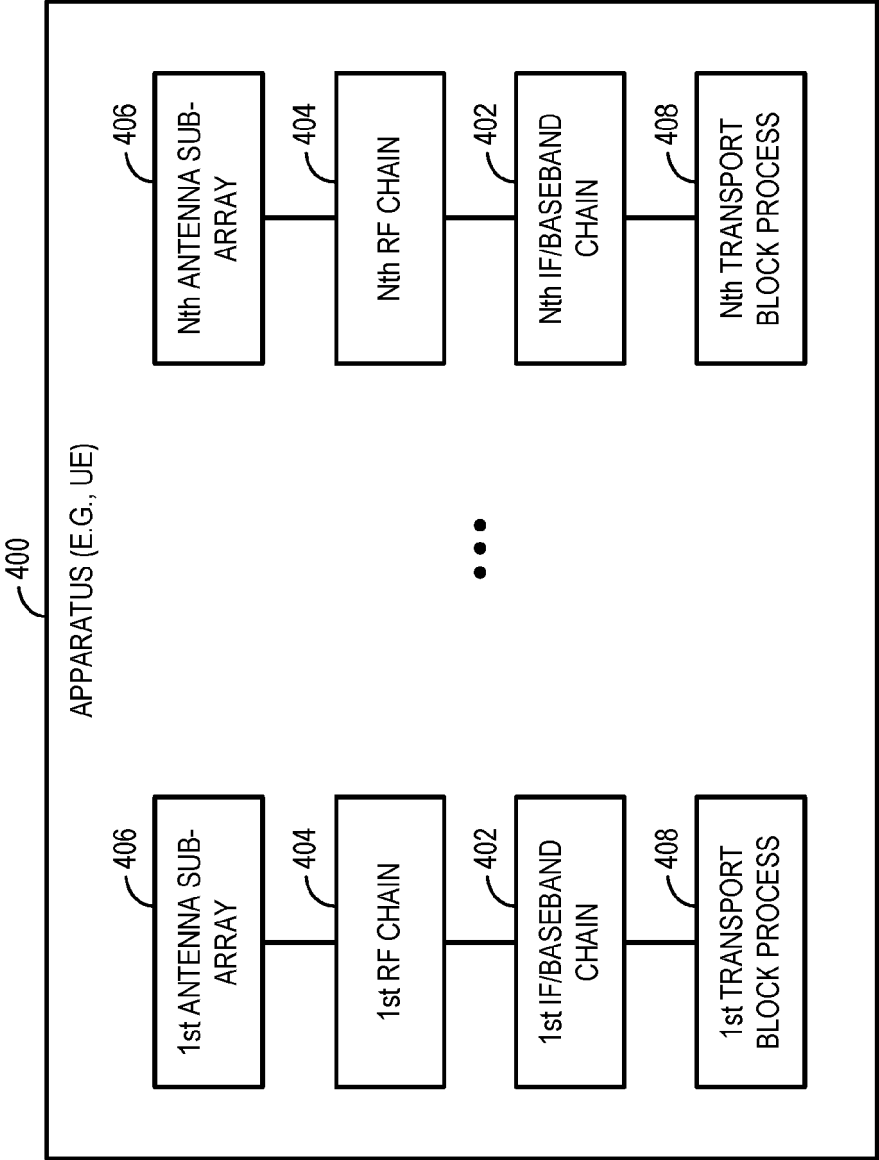 400
APPARATUS (E.G., UE)
406
1st ANTENNA SUB-
ARRAY
404
1st RF CHAIN
402
1st IF/BASEBAND
CHAIN
408
1st TRANSPORT
BLOCK PROCESS
406
Nth ANTENNA SUB-
ARRAY
404
Nth RF CHAIN
402
Nth IF/BASEBAND
CHAIN
408
Nth TRANSPORT
BLOCK PROCESS